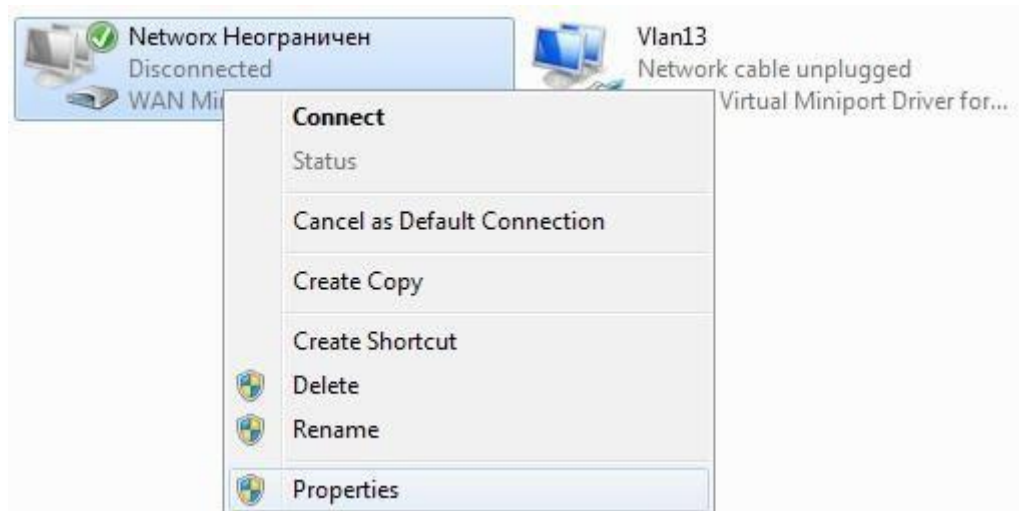 Networx Неограничен
Disconnected
WAN Mi
Vlan13
Network cable unplugged
Virtual Miniport Driver for...
Connect
Status
Cancel as Default Connection
Create Copy
Create Shortcut
Delete
Rename
Properties